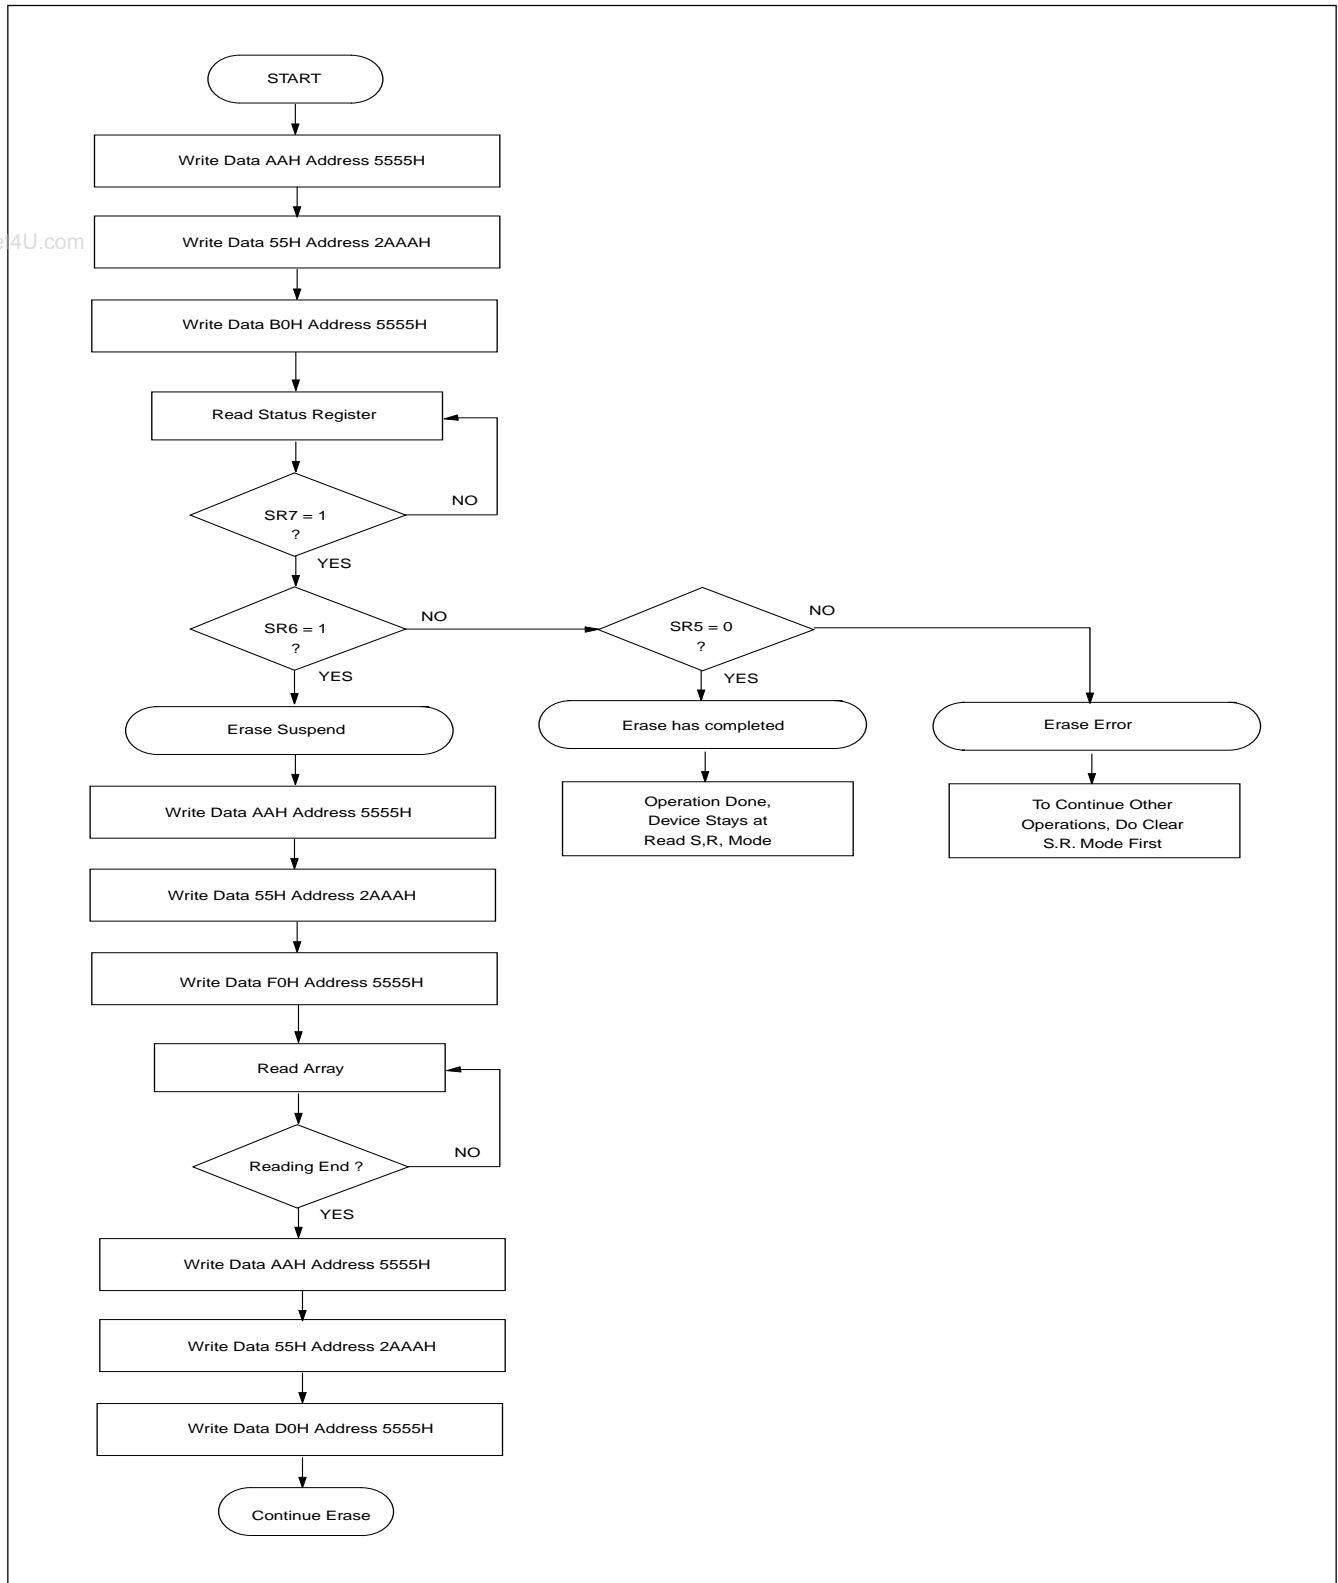 START
Write Data AAH Address 5555H
Write Data 55H Address 2AAAH
4U.com
Write Data B0H Address 5555H
Read Status Register
NO
SR7 = 1
?
YES
SR6 = 1
?
NO
YES
SR5 = 0
?
NO
YES
Erase Suspend
Erase has completed
Erase Error
Write Data AAH Address 5555H
Operation Done,
Device Stays at
Read S,R, Mode
To Continue Other
Operations, Do Clear
S.R. Mode First
Write Data 55H Address 2AAAH
Write Data F0H Address 5555H
Read Array
Reading End ?
NO
YES
Write Data AAH Address 5555H
Write Data 55H Address 2AAAH
Write Data D0H Address 5555H
Continue Erase